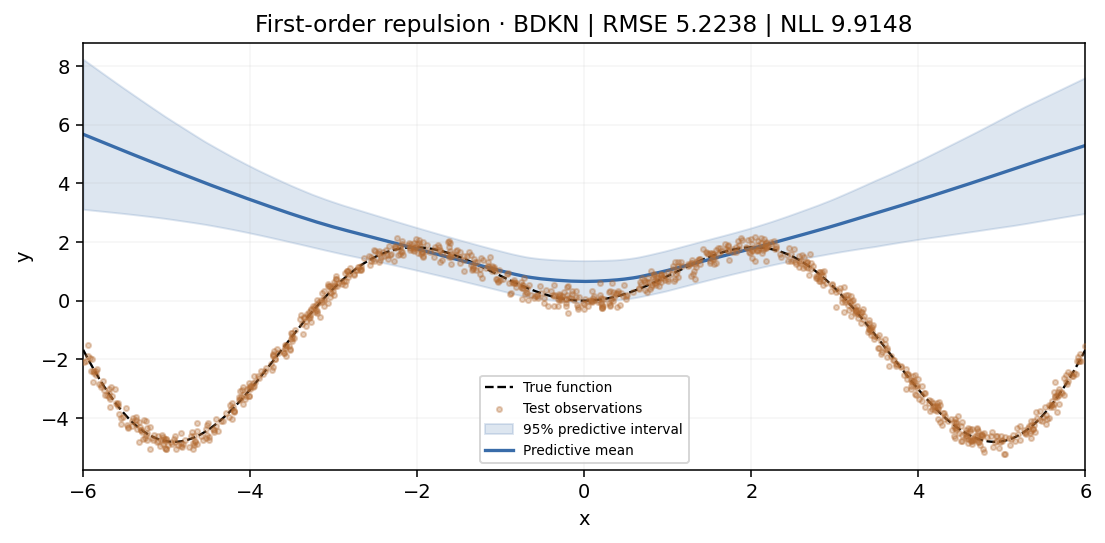 First-order repulsion · BDKN | RMSE 5.2238 | NLL 9.9148
y
8
6
4
2
0
−2
−4
True function
Test observations
95% predictive interval
Predictive mean
−6 −4 −2 0 2 4 6
x